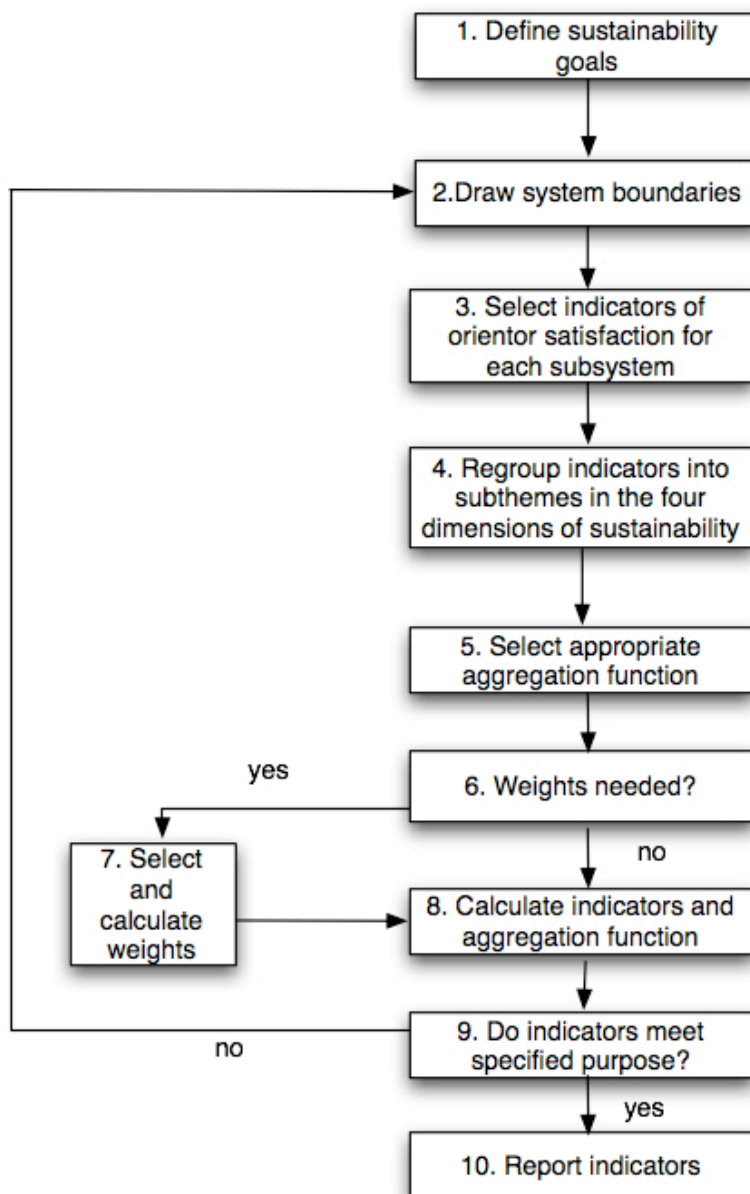 1. Define sustainability
goals
2.Draw system boundaries
3. Select indicators of
orientor satisfaction for
each subsystem
4. Regroup indicators into
subthemes in the four
dimensions of sustainability
5. Select appropriate
aggregation function
yes
6. Weights needed?
no
7. Select
and
calculate
weights
8. Calculate indicators and
aggregation function
9. Do indicators meet
specified purpose?
no
yes
10. Report indicators